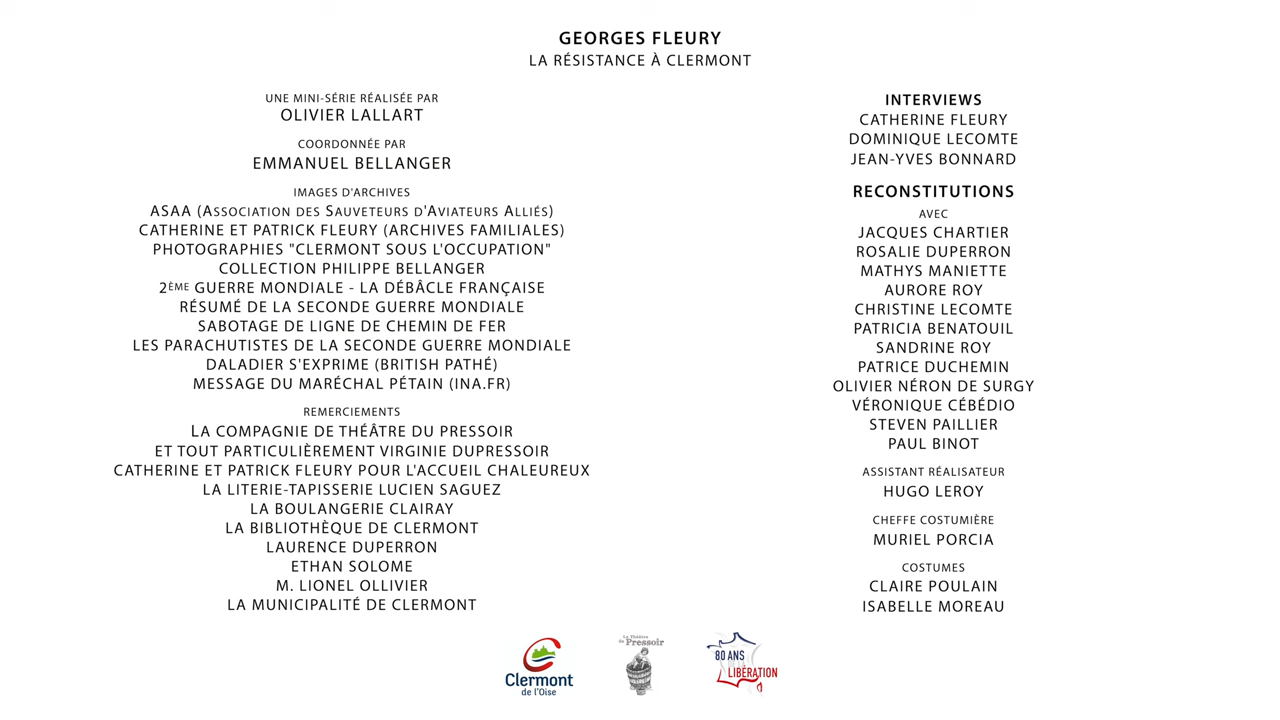 GEORGES FLEURY
LA RÉSISTANCE À CLERMONT
UNE MINI-SÉRIE RÉALISÉE PAR
OLIVIER LALLART
COORDONNÉE PAR
EMMANUEL BELLANGER
IMAGES D'ARCHIVES
ASAA (ASSOCIATION DES SAUVETEURS D'AVIATEURS ALLIÉS)
CATHERINE ET PATRICK FLEURY (ARCHIVES FAMILIALES)
PHOTOGRAPHIES "CLERMONT SOUS L'OCCUPATION"
COLLECTION PHILIPPE BELLANGER
2ÈME GUERRE MONDIALE - LA DÉBÂCLE FRANÇAISE
RÉSUMÉ DE LA SECONDE GUERRE MONDIALE
SABOTAGE DE LIGNE DE CHEMIN DE FER
LES PARACHUTISTES DE LA SECONDE GUERRE MONDIALE
DALADIER S'EXPRIME (BRITISH PATHÉ)
MESSAGE DU MARÉCHAL PÉTAIN (INA.FR)
REMERCIEMENTS
LA COMPAGNIE DE THÉÂTRE DU PRESSOIR
ET TOUT PARTICULIÈREMENT VIRGINIE DUPRESSOIR
CATHERINE ET PATRICK FLEURY POUR L'ACCUEIL CHALEUREUX
LA LITERIE-TAPISSERIE LUCIEN SAGUEZ
LA BOULANGERIE CLAIRAY
LA BIBLIOTHÈQUE DE CLERMONT
LAURENCE DUPERRON
ETHAN SOLOME
M. LIONEL OLLIVIER
LA MUNICIPALITÉ DE CLERMONT
INTERVIEWS
CATHERINE FLEURY
DOMINIQUE LECOMTE
JEAN-YVES BONNARD
RECONSTITUTIONS
AVEC
JACQUES CHARTIER
ROSALIE DUPERRON
MATHYS MANIETTE
AURORE ROY
CHRISTINE LECOMTE
PATRICIA BENATOUIL
SANDRINE ROY
PATRICE DUCHEMIN
OLIVIER NÉRON DE SURGY
VÉRONIQUE CÉBÉDIO
STEVEN PAILLIER
PAUL BINOT
ASSISTANT RÉALISATEUR
HUGO LEROY
CHEFFE COSTUMIÈRE
MURIEL PORCIA
COSTUMES
CLAIRE POULAIN
ISABELLE MOREAU
Clermont
de l'Oise
Le Théâtre
du Pressoir
80 ANS
LIBÉRATION